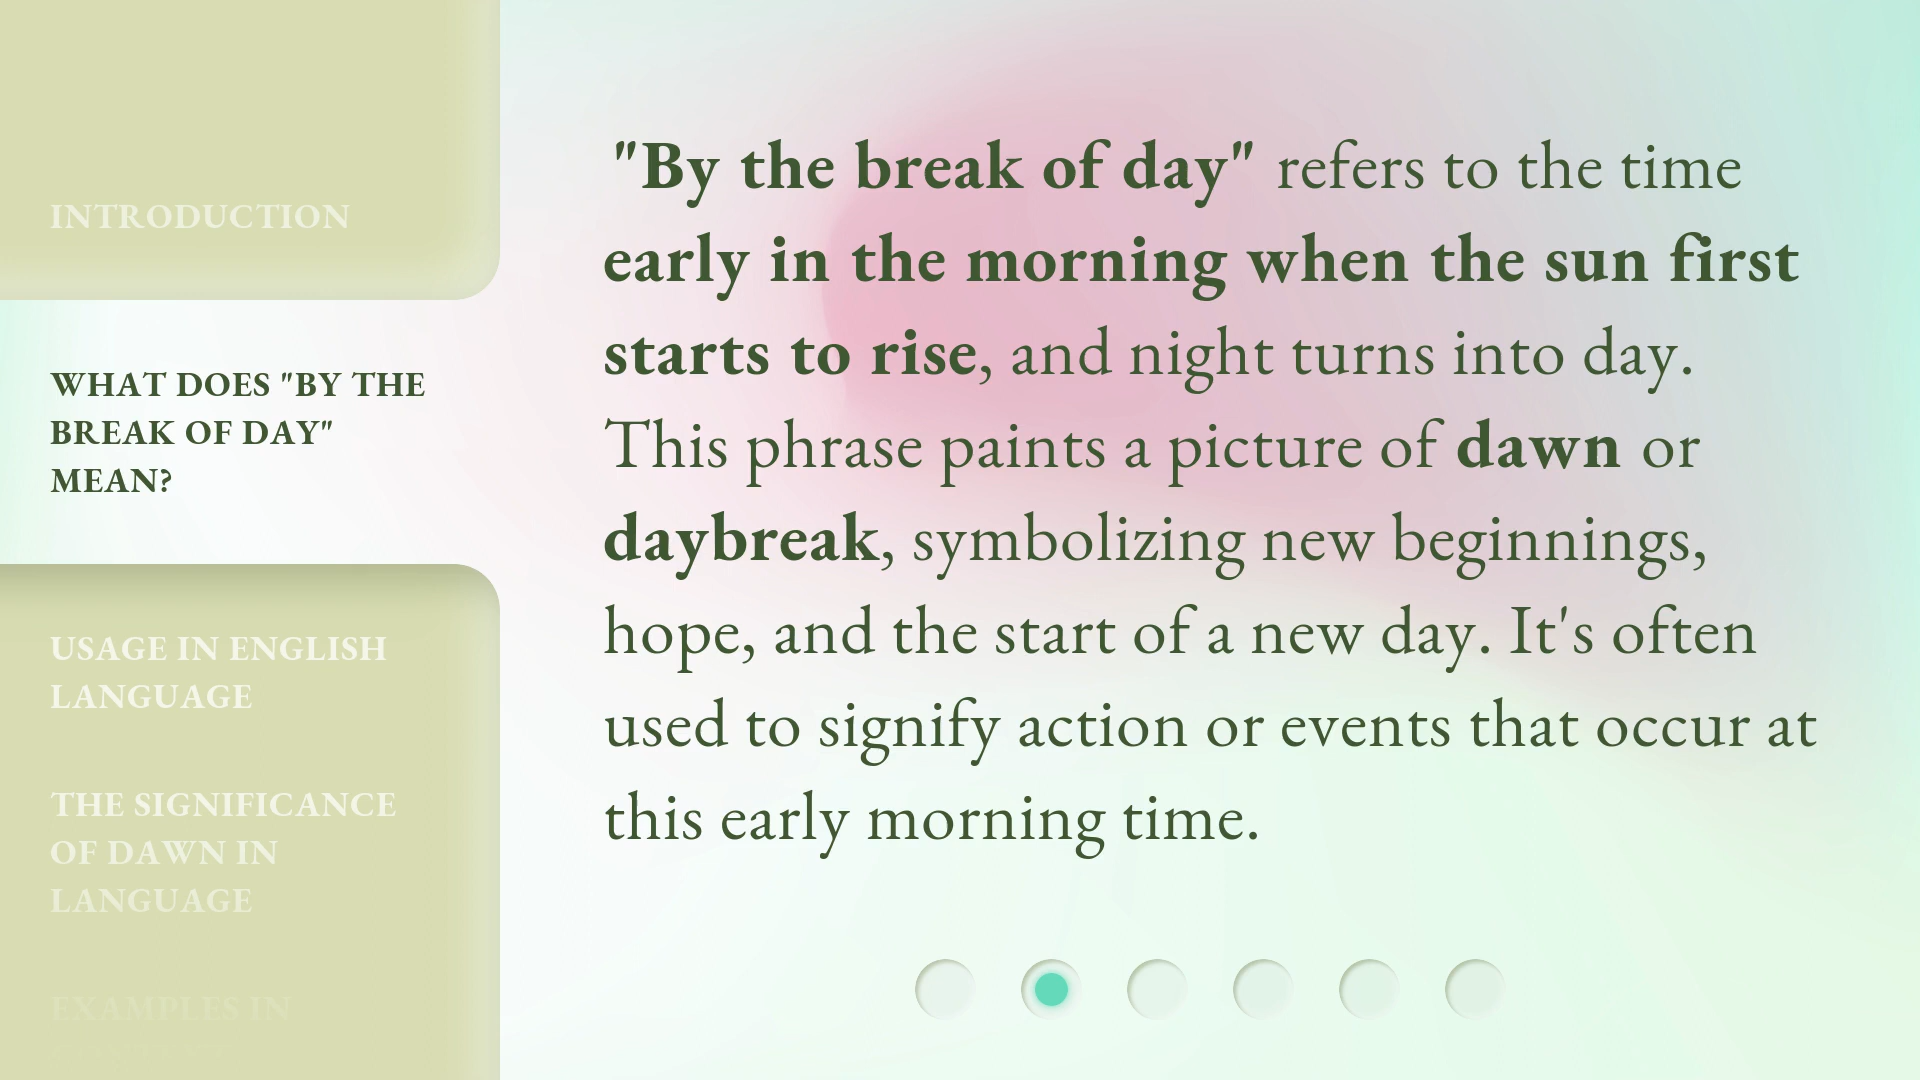 INTRODUCTION
WHAT DOES "BY THE
BREAK OF DAY"
MEAN?
USAGE IN ENGLISH
LANGUAGE
THE SIGNIFICANCE
OF DAWN IN
LANGUAGE
EXAMPLES IN
CONTEXT
"By the break of day" refers to the time
early in the morning when the sun first
starts to rise, and night turns into day.
This phrase paints a picture of dawn or
daybreak, symbolizing new beginnings,
hope, and the start of a new day. It's often
used to signify action or events that occur at
this early morning time.